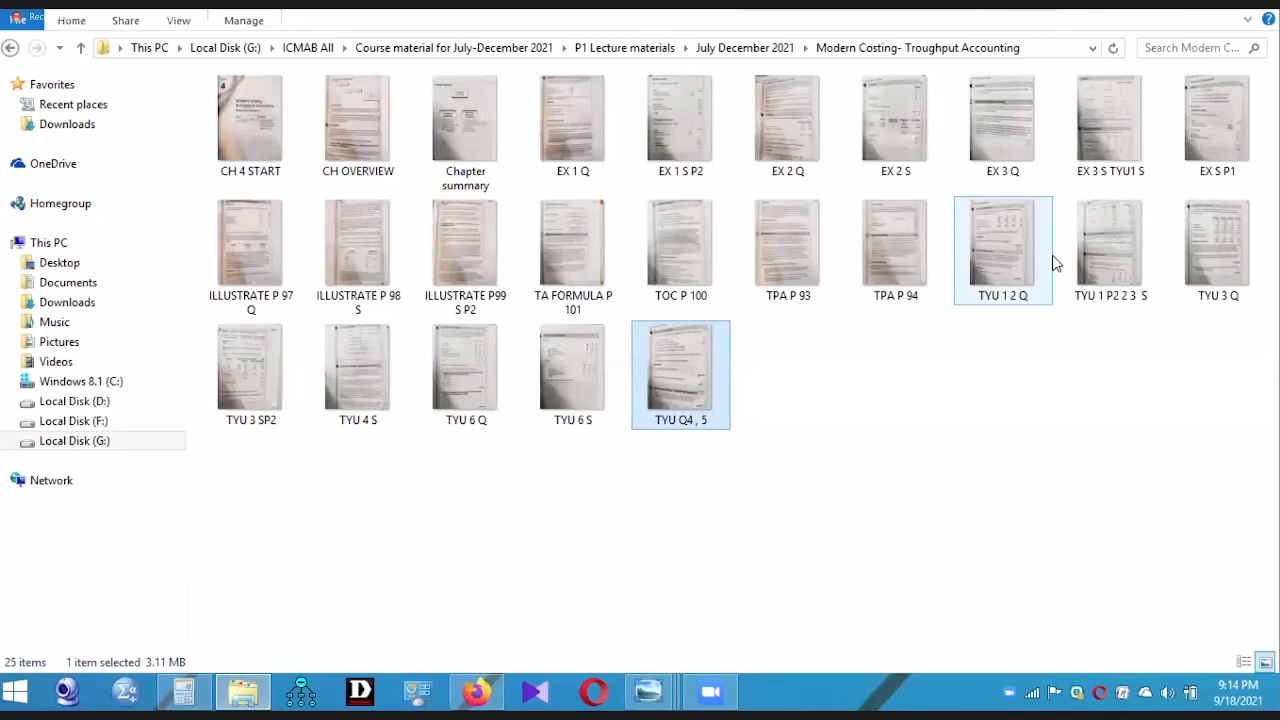 File Rec
Home Share View Manage
This PC Local Disk (G:) ICMAB All Course material for July-December 2021 P1 Lecture materials July December 2021 Modern Costing- Troughput Accounting
Search Modern C...
Favorites
Recent places
Downloads
OneDrive
Homegroup
This PC
Desktop
Documents
Downloads
Music
Pictures
Videos
Windows 8.1 (C:)
Local Disk (D:)
Local Disk (F:)
Local Disk (G:)
Network
CH 4 START CH OVERVIEW Chapter summary EX 1 Q EX 1 S P2 EX 2 Q EX 2 S EX 3 Q EX 3 S TYU1 S EX S P1
ILLUSTRATE P 97 Q ILLUSTRATE P 98 S ILLUSTRATE P99 S P2 TA FORMULA P 101 TOC P 100 TPA P 93 TPA P 94 TYU 1 2 Q TYU 1 P2 2 3 S TYU 3 Q
TYU 3 SP2 TYU 4 S TYU 6 Q TYU 6 S TYU Q4 , 5
25 items 1 item selected 3.11 MB
9:14 PM
9/18/2021